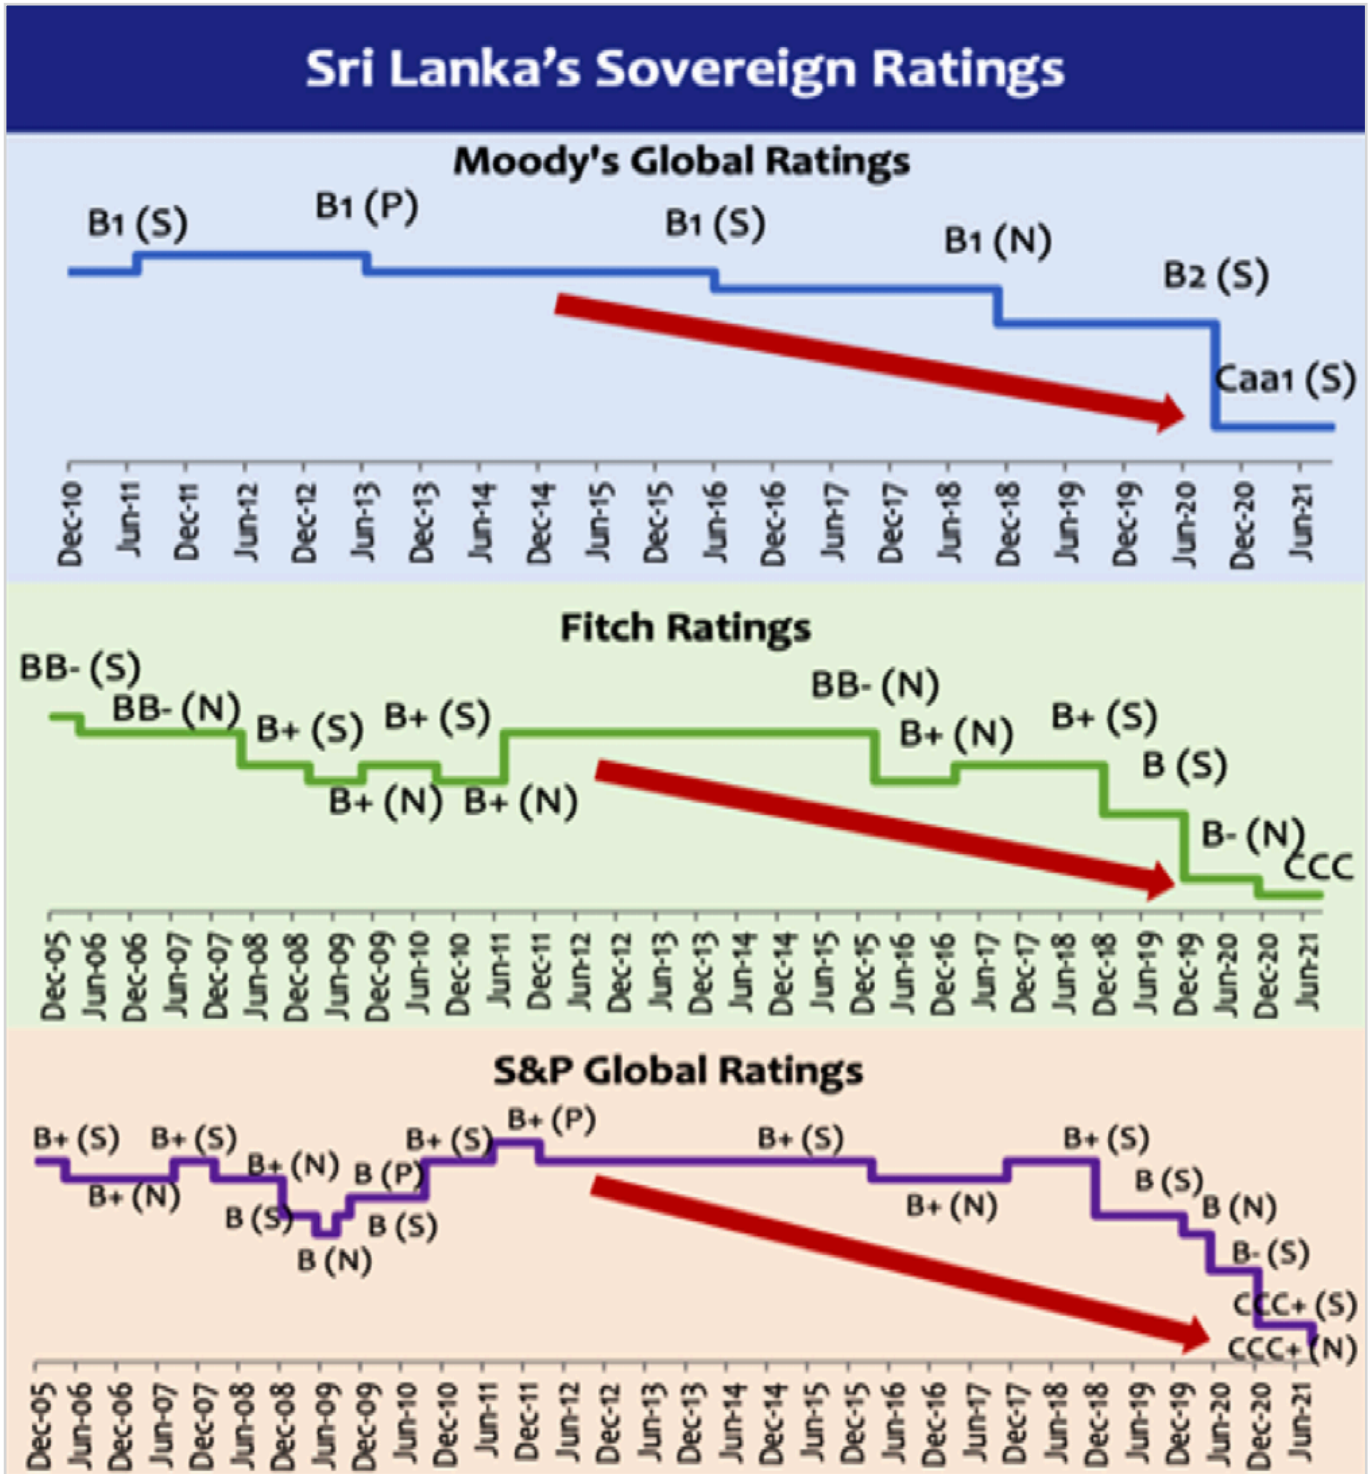 Sri Lanka's Sovereign Ratings
Moody's Global Ratings
B1 (S)
B1 (P)
B1 (S)
B1 (N)
B2 (S)
Caa1 (S)
Dec-10
Jun-11
Dec-11
Jun-12
Dec-12
Jun-13
Dec-13
Jun-14
Dec-14
Jun-15
Dec-15
Jun-16
Dec-16
Jun-17
Dec-17
Jun-18
Dec-18
Jun-19
Dec-19
Jun-20
Dec-20
Jun-21
Fitch Ratings
BB- (S)
BB- (N)
B+ (S)
B+ (N)
B+ (S)
B+ (N)
BB- (N)
B+ (N)
B+ (S)
B (S)
B- (N)
CCC
Dec-05
Jun-06
Dec-06
Jun-07
Dec-07
Jun-08
Dec-08
Jun-09
Dec-09
Jun-10
Dec-10
Jun-11
Dec-11
Jun-12
Dec-12
Jun-13
Dec-13
Jun-14
Dec-14
Jun-15
Dec-15
Jun-16
Dec-16
Jun-17
Dec-17
Jun-18
Dec-18
Jun-19
Dec-19
Jun-20
Dec-20
Jun-21
S&P Global Ratings
B+ (S)
B+ (N)
B+ (S)
B+ (N)
B (S)
B (N)
B (P)
B (S)
B+ (S)
B+ (P)
B+ (S)
B+ (N)
B+ (S)
B (S)
B (N)
B- (S)
CCC+ (S)
CCC+ (N)
Dec-05
Jun-06
Dec-06
Jun-07
Dec-07
Jun-08
Dec-08
Jun-09
Dec-09
Jun-10
Dec-10
Jun-11
Dec-11
Jun-12
Dec-12
Jun-13
Dec-13
Jun-14
Dec-14
Jun-15
Dec-15
Jun-16
Dec-16
Jun-17
Dec-17
Jun-18
Dec-18
Jun-19
Dec-19
Jun-20
Dec-20
Jun-21